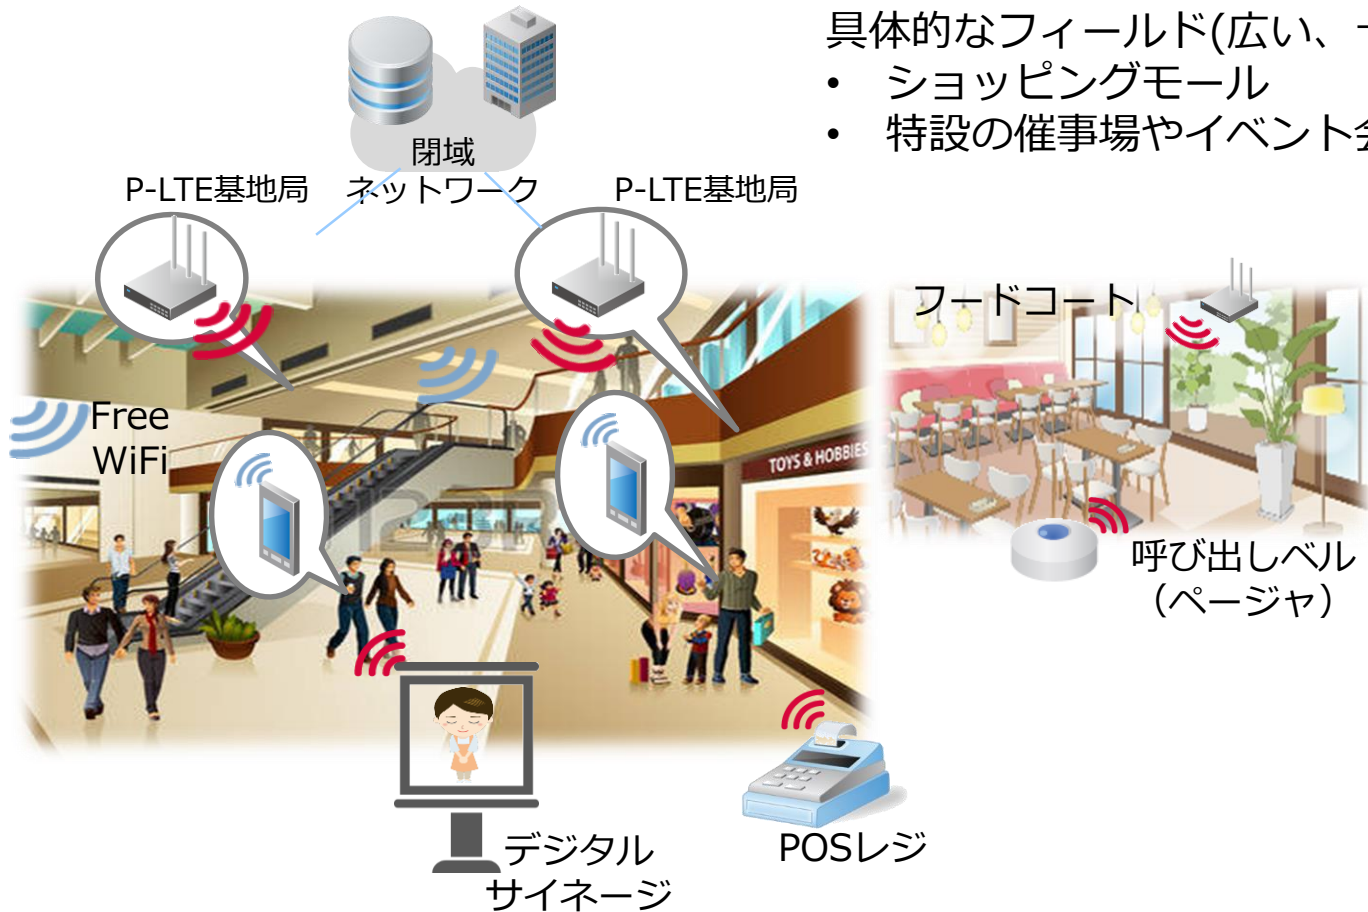 具体的なフィールド(広い、
• ショッピングモール
• 特設の催事場やイベント
閉域
ネットワーク
P-LTE基地局
P-LTE基地局
Free
WiFi
TOYS & HOBBIES
フードコート
呼び出しベル
（ページャ）
デジタル
サイネージ
POSレジ